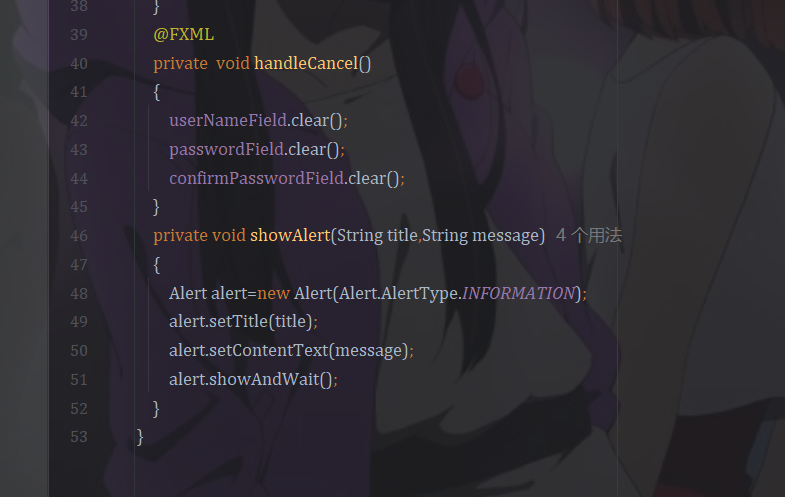 38 }
39 @FXML
40 private  void handleCancel()
41 {
42 userNameField.clear();
43 passwordField.clear();
44 confirmPasswordField.clear();
45 }
46 private void showAlert(String title,String message)  4 个用法
47 {
48 Alert alert=new Alert(Alert.AlertType.INFORMATION);
49 alert.setTitle(title);
50 alert.setContentText(message);
51 alert.showAndWait();
52 }
53 }